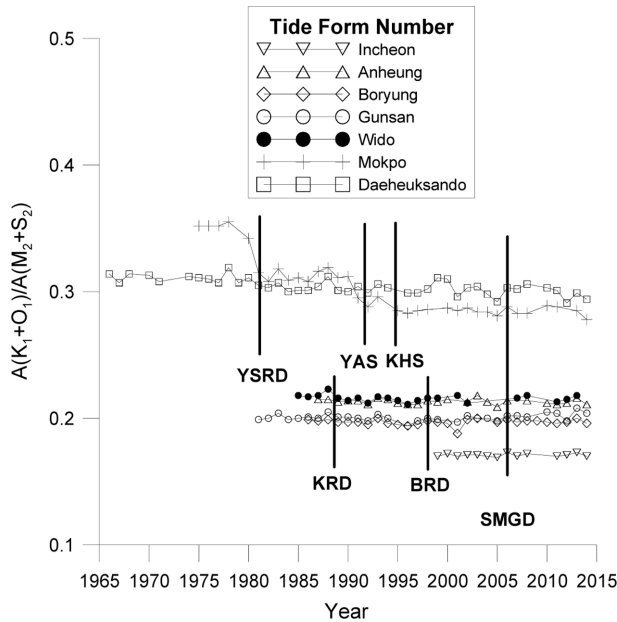 Tide Form Number
Incheon
Anheung
Boryung
Gunsan
Wido
Mokpo
Daeheuksando
A(K₁+O₁)/A(M₂+S₂)
0.5
0.4
0.3
0.2
0.1
YSRD
YAS
KHS
KRD
BRD
SMGD
1965 1970 1975 1980 1985 1990 1995 2000 2005 2010 2015
Year